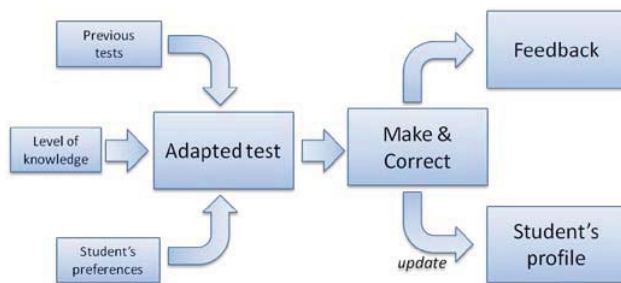 Previous
tests
Level of
knowledge
Student's
preferences
Adapted test
Make &
Correct
Feedback
update
Student's
profile